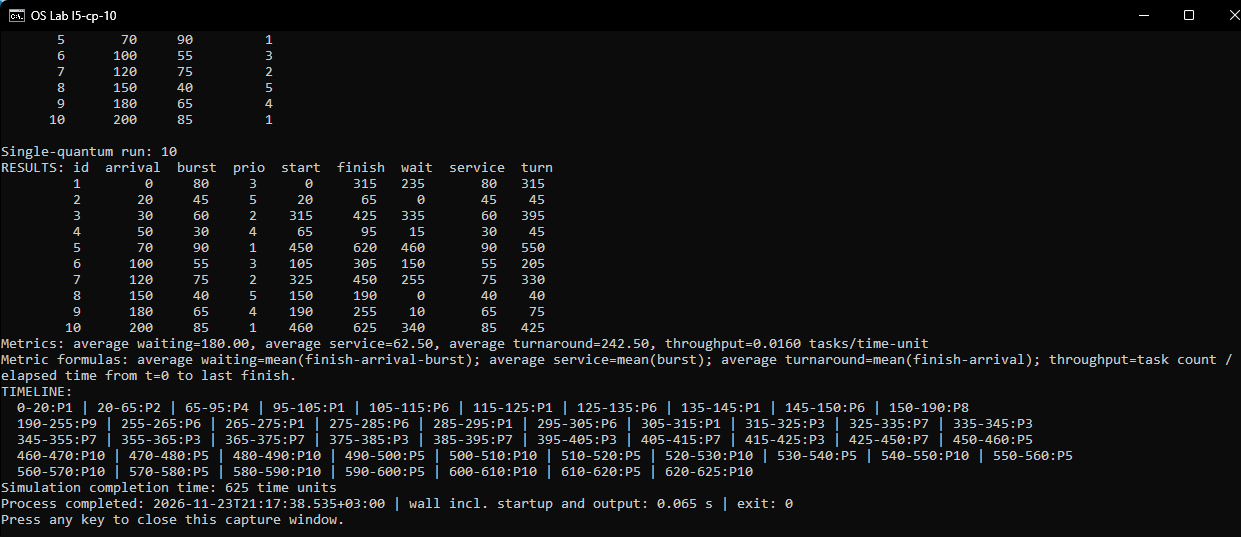 OS Lab I5-cp-10
5 70 90 1
6 100 55 3
7 120 75 2
8 150 40 5
9 180 65 4
10 200 85 1
Single-quantum run: 10
RESULTS: id arrival burst prio start finish wait service turn
1 0 80 3 0 315 235 80 315
2 20 45 5 20 65 0 45 45
3 30 60 2 315 425 335 60 395
4 50 30 4 65 95 15 30 45
5 70 90 1 450 620 460 90 550
6 100 55 3 105 305 150 55 205
7 120 75 2 325 450 255 75 330
8 150 40 5 150 190 0 40 40
9 180 65 4 190 255 10 65 75
10 200 85 1 460 625 340 85 425
Metrics: average waiting=180.00, average service=62.50, average turnaround=242.50, throughput=0.0160 tasks/time-unit
Metric formulas: average waiting=mean(finish-arrival-burst); average service=mean(burst); average turnaround=mean(finish-arrival); throughput=task count /
elapsed time from t=0 to last finish.
TIMELINE:
0-20:P1 | 20-65:P2 | 65-95:P4 | 95-105:P1 | 105-115:P6 | 115-125:P1 | 125-135:P6 | 135-145:P1 | 145-150:P6 | 150-190:P8
190-255:P9 | 255-265:P6 | 265-275:P1 | 275-285:P6 | 285-295:P1 | 295-305:P6 | 305-315:P1 | 315-325:P3 | 325-335:P7 | 335-345:P3
345-355:P7 | 355-365:P3 | 365-375:P7 | 375-385:P3 | 385-395:P7 | 395-405:P3 | 405-415:P7 | 415-425:P3 | 425-450:P7 | 450-460:P5
460-470:P10 | 470-480:P5 | 480-490:P10 | 490-500:P5 | 500-510:P10 | 510-520:P5 | 520-530:P10 | 530-540:P5 | 540-550:P10 | 550-560:P5
560-570:P10 | 570-580:P5 | 580-590:P10 | 590-600:P5 | 600-610:P10 | 610-620:P5 | 620-625:P10
Simulation completion time: 625 time units
Process completed: 2026-11-23T21:17:38.535+03:00 | wall incl. startup and output: 0.065 s | exit: 0
Press any key to close this capture window.